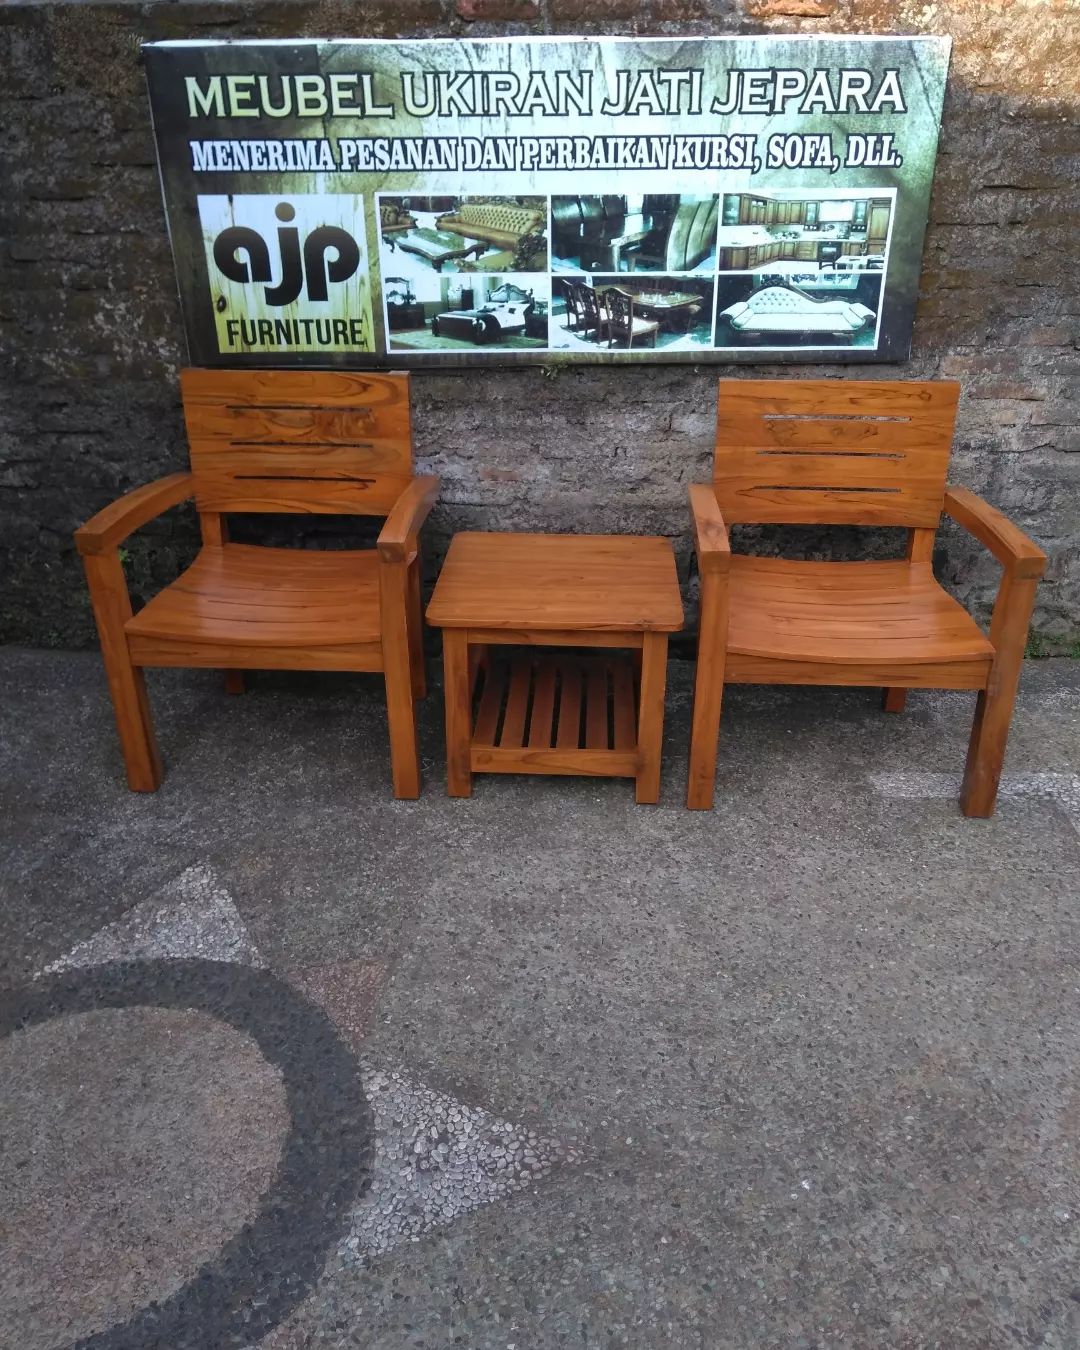 MEUBEL UKIRAN JATI JEPARA
MENERIMA PESANAN DAN PERBAIKAN KURSI, SOFA, DLL.
ajp
FURNITURE